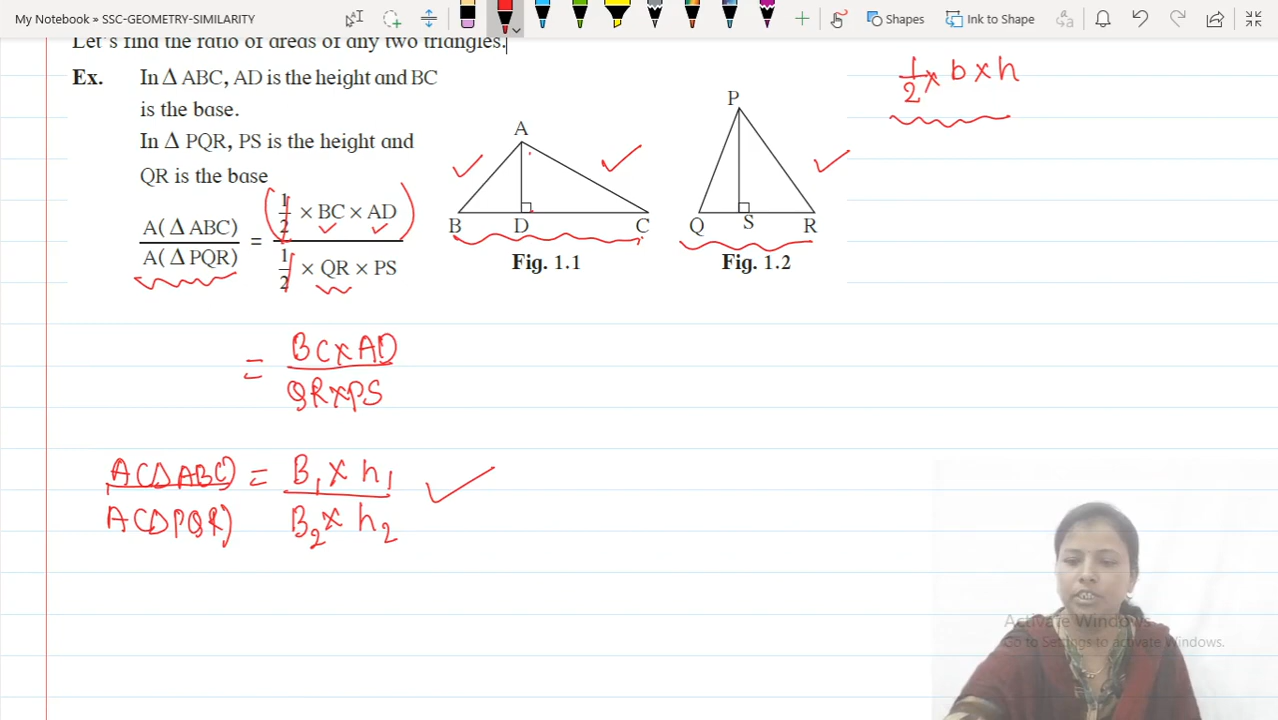 My Notebook » SSC-GEOMETRY-SIMILARITY
Shapes
Ink to Shape
Let's find the ratio of areas of any two triangles.
Ex. In Δ ABC, AD is the height and BC
is the base.
In Δ PQR, PS is the height and
QR is the base
A( Δ ABC) / A( Δ PQR) = 1/2 × BC × AD / 1/2 × QR × PS
A
B D C
Fig. 1.1
P
Q S R
Fig. 1.2
1/2 × b × h
= BC × AD / QR × PS
A(ΔABC) / A(ΔPQR) = B₁ × h₁ / B₂ × h₂
Activate Windows
Go to Settings to activate Windows.